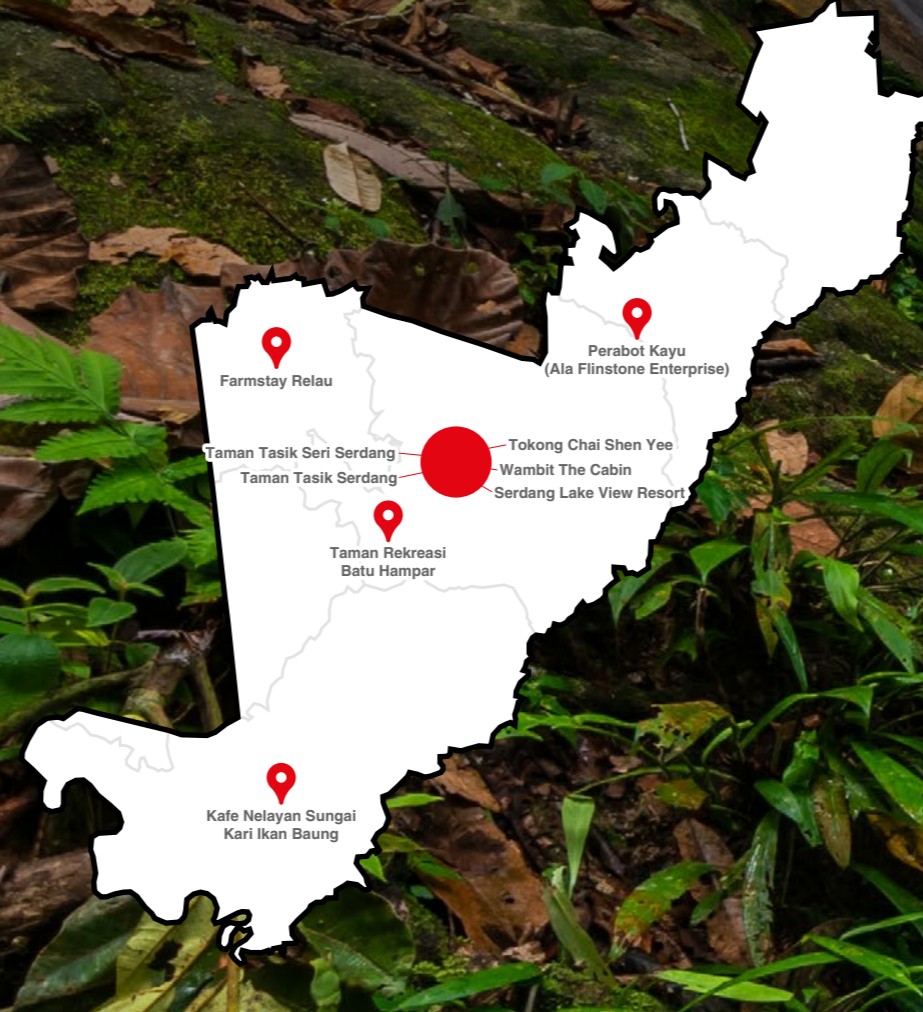 Perabot Kayu
(Ala Flinstone Enterprise)
Farmstay Relau
Taman Tasik Seri Serdang
Taman Tasik Serdang
Tokong Chai Shen Yee
Wambit The Cabin
Serdang Lake View Resort
Taman Rekreasi
Batu Hampar
Kafe Nelayan Sungai
Kari Ikan Baung